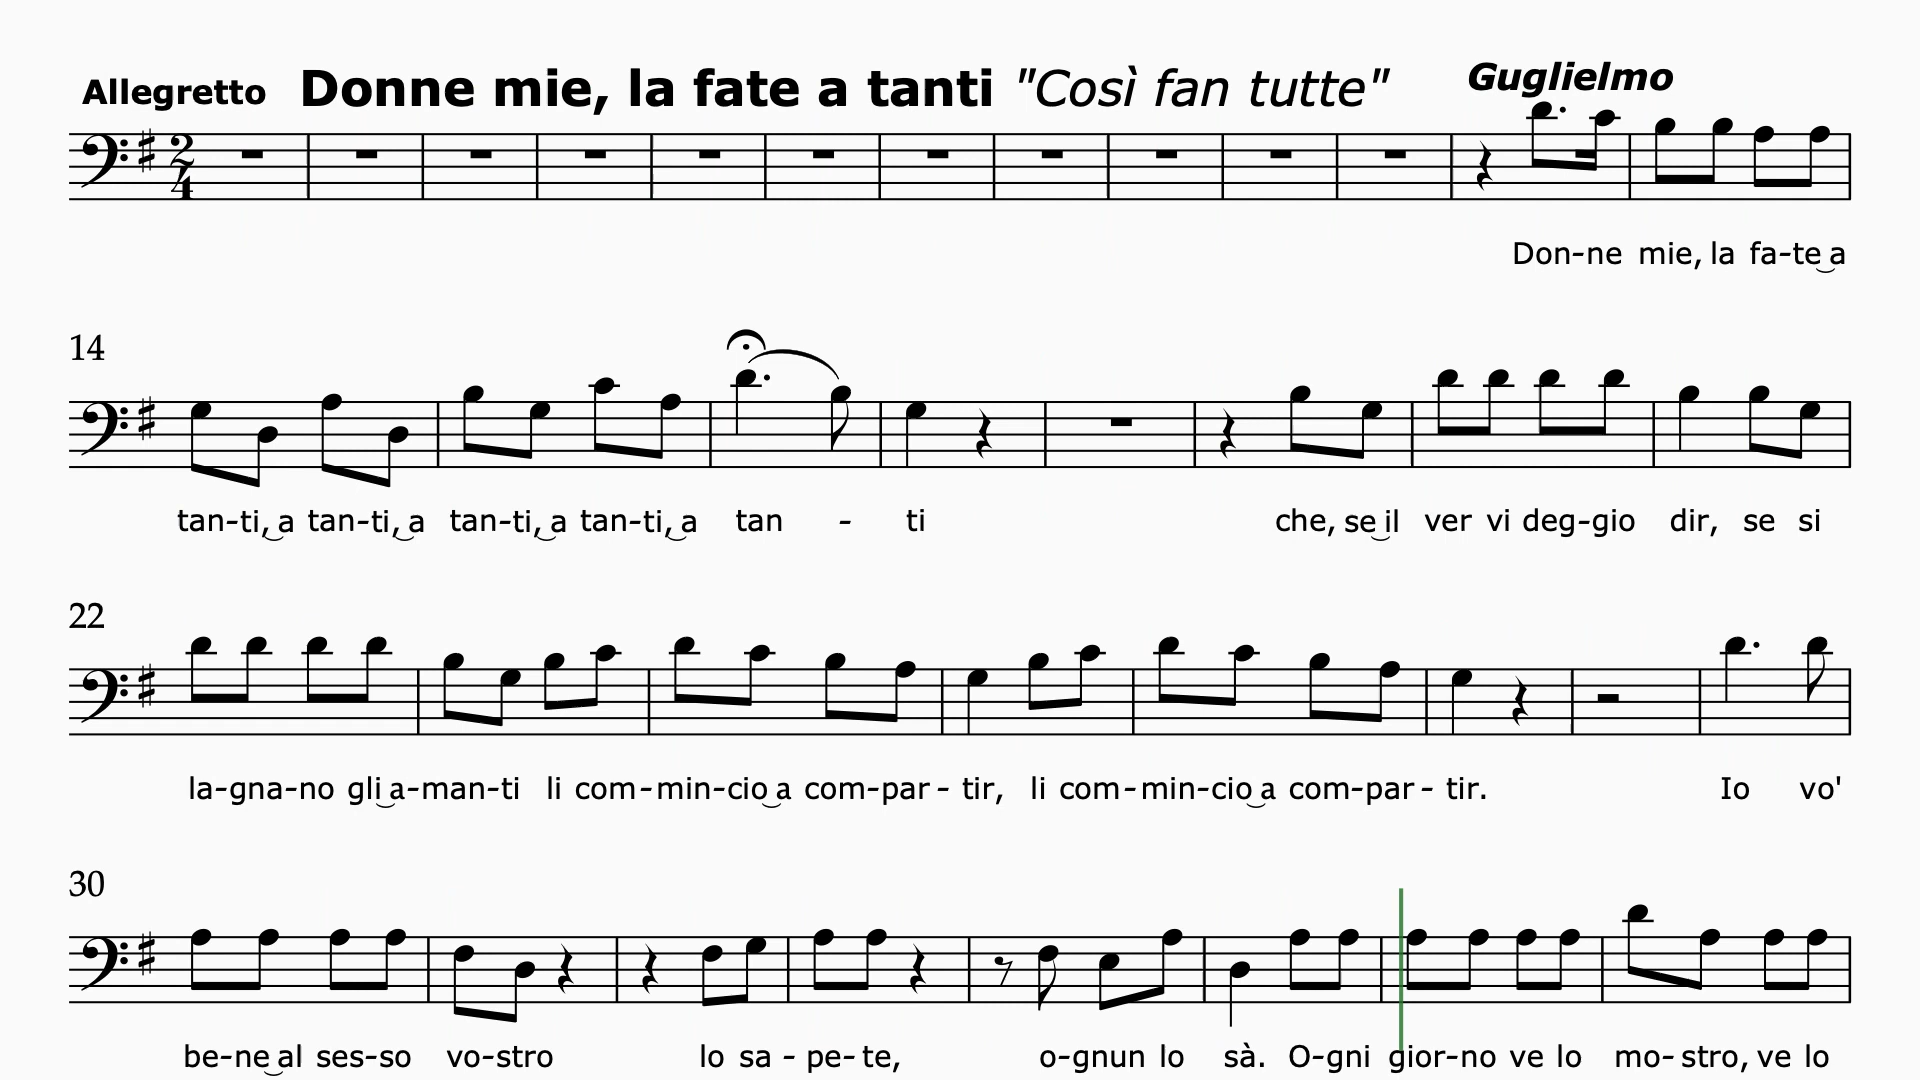 Allegretto Donne mie, la fate a tanti "Così fan tutte" Guglielmo
2
4
Don-ne mie, la fa-te‿a
14
tan-ti,‿a tan-ti,‿a tan-ti,‿a tan-ti,‿a tan - ti che, se‿il ver vi deg-gio dir, se si
22
la-gna-no gli‿a-man-ti li com-min-cio‿a com-par-tir, li com-min-cio‿a com-par-tir. Io vo'
30
be-ne‿al ses-so vo-stro lo sa-pe-te, o-gnun lo sà. O-gni gior-no ve lo mo-stro, ve lo